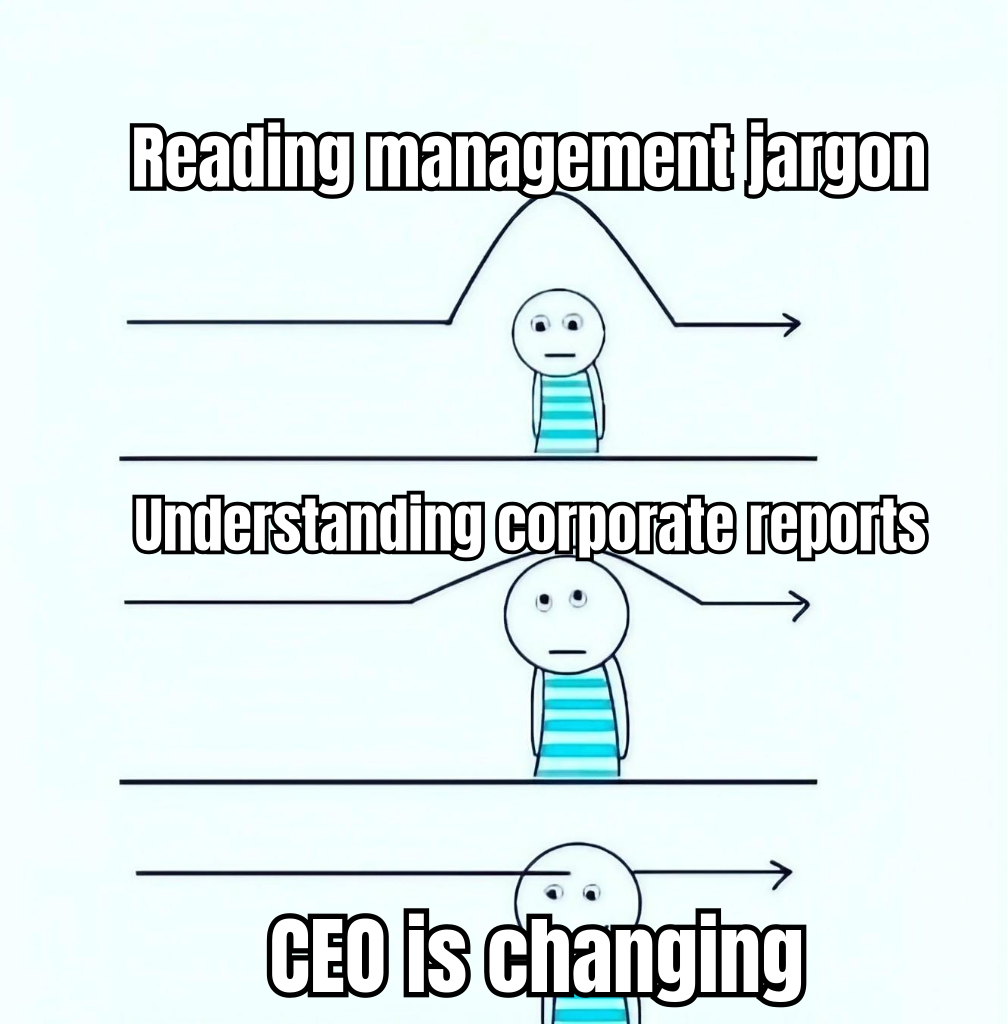 Reading management jargon
Understanding corporate reports
CEO is changing